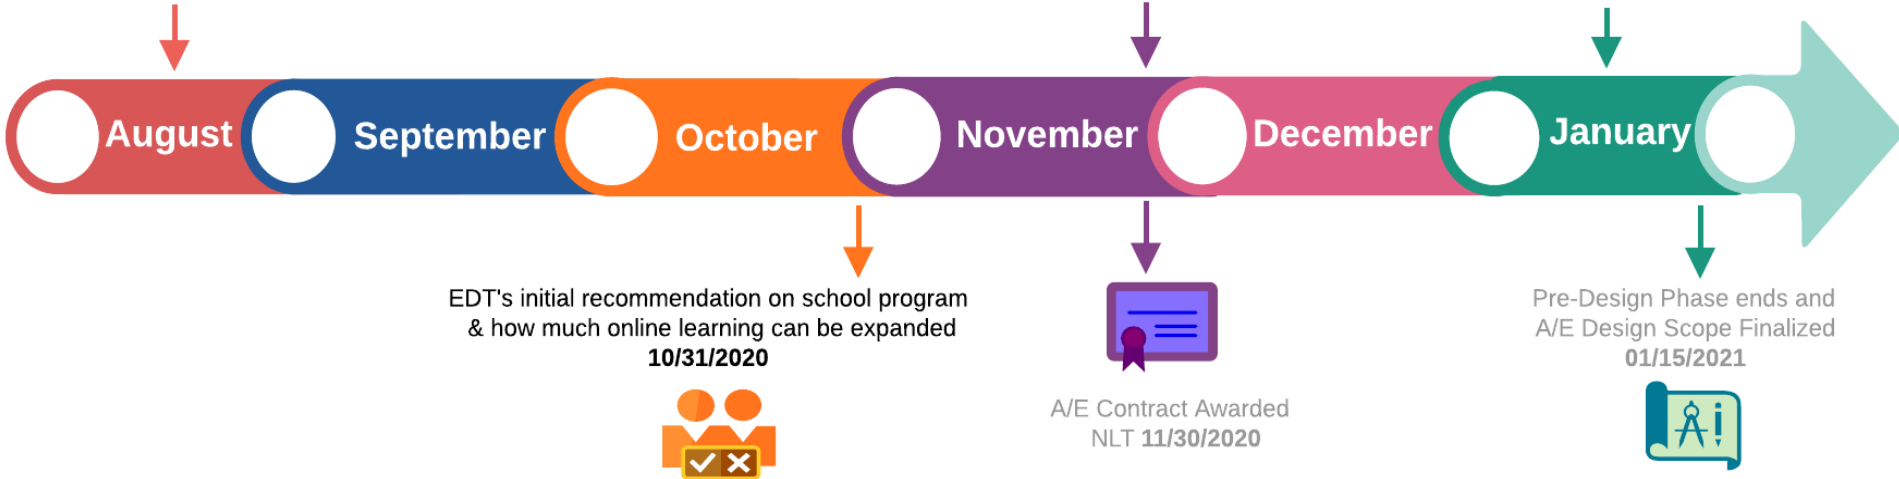 August
September
October
November
December
January
EDT's initial recommendation on school program
& how much online learning can be expanded
10/31/2020
A/E Contract Awarded
NLT 11/30/2020
Pre-Design Phase ends and
A/E Design Scope Finalized
01/15/2021